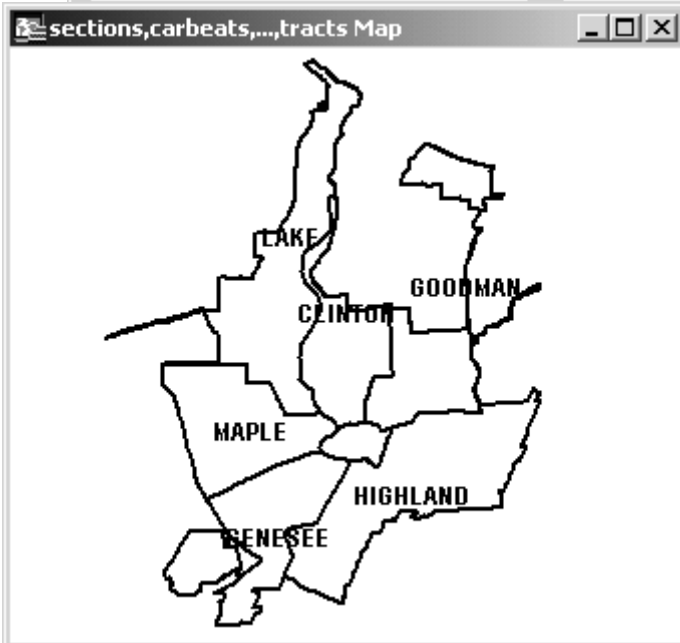 sections,carbeats,...,tracts Map
LAKE
GOODMAN
CLINTON
MAPLE
HIGHLAND
GENESEE